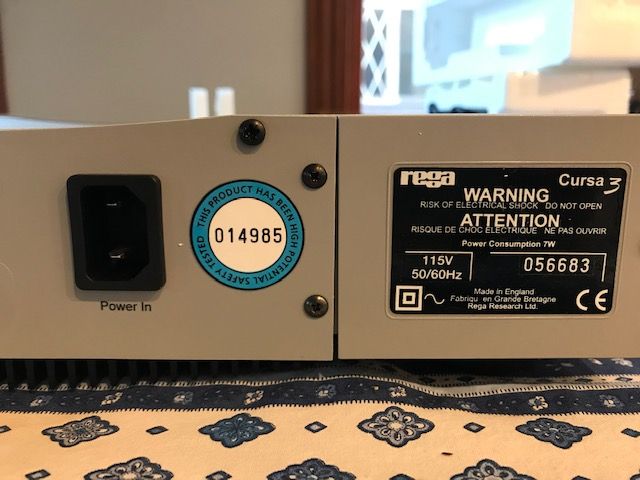 Power In
THIS PRODUCT HAS BEEN HIGH POTENTIAL SAFETY TESTED
014985
rega
Cursa 3
WARNING
RISK OF ELECTRICAL SHOCK DO NOT OPEN
ATTENTION
RISQUE DE CHOC ELECTRIQUE NE PAS OUVRIR
Power Consumption 7W
115V
50/60Hz
056683
Made in England
Fabriqu en Grande Bretagne
Rega Research Ltd.
CE